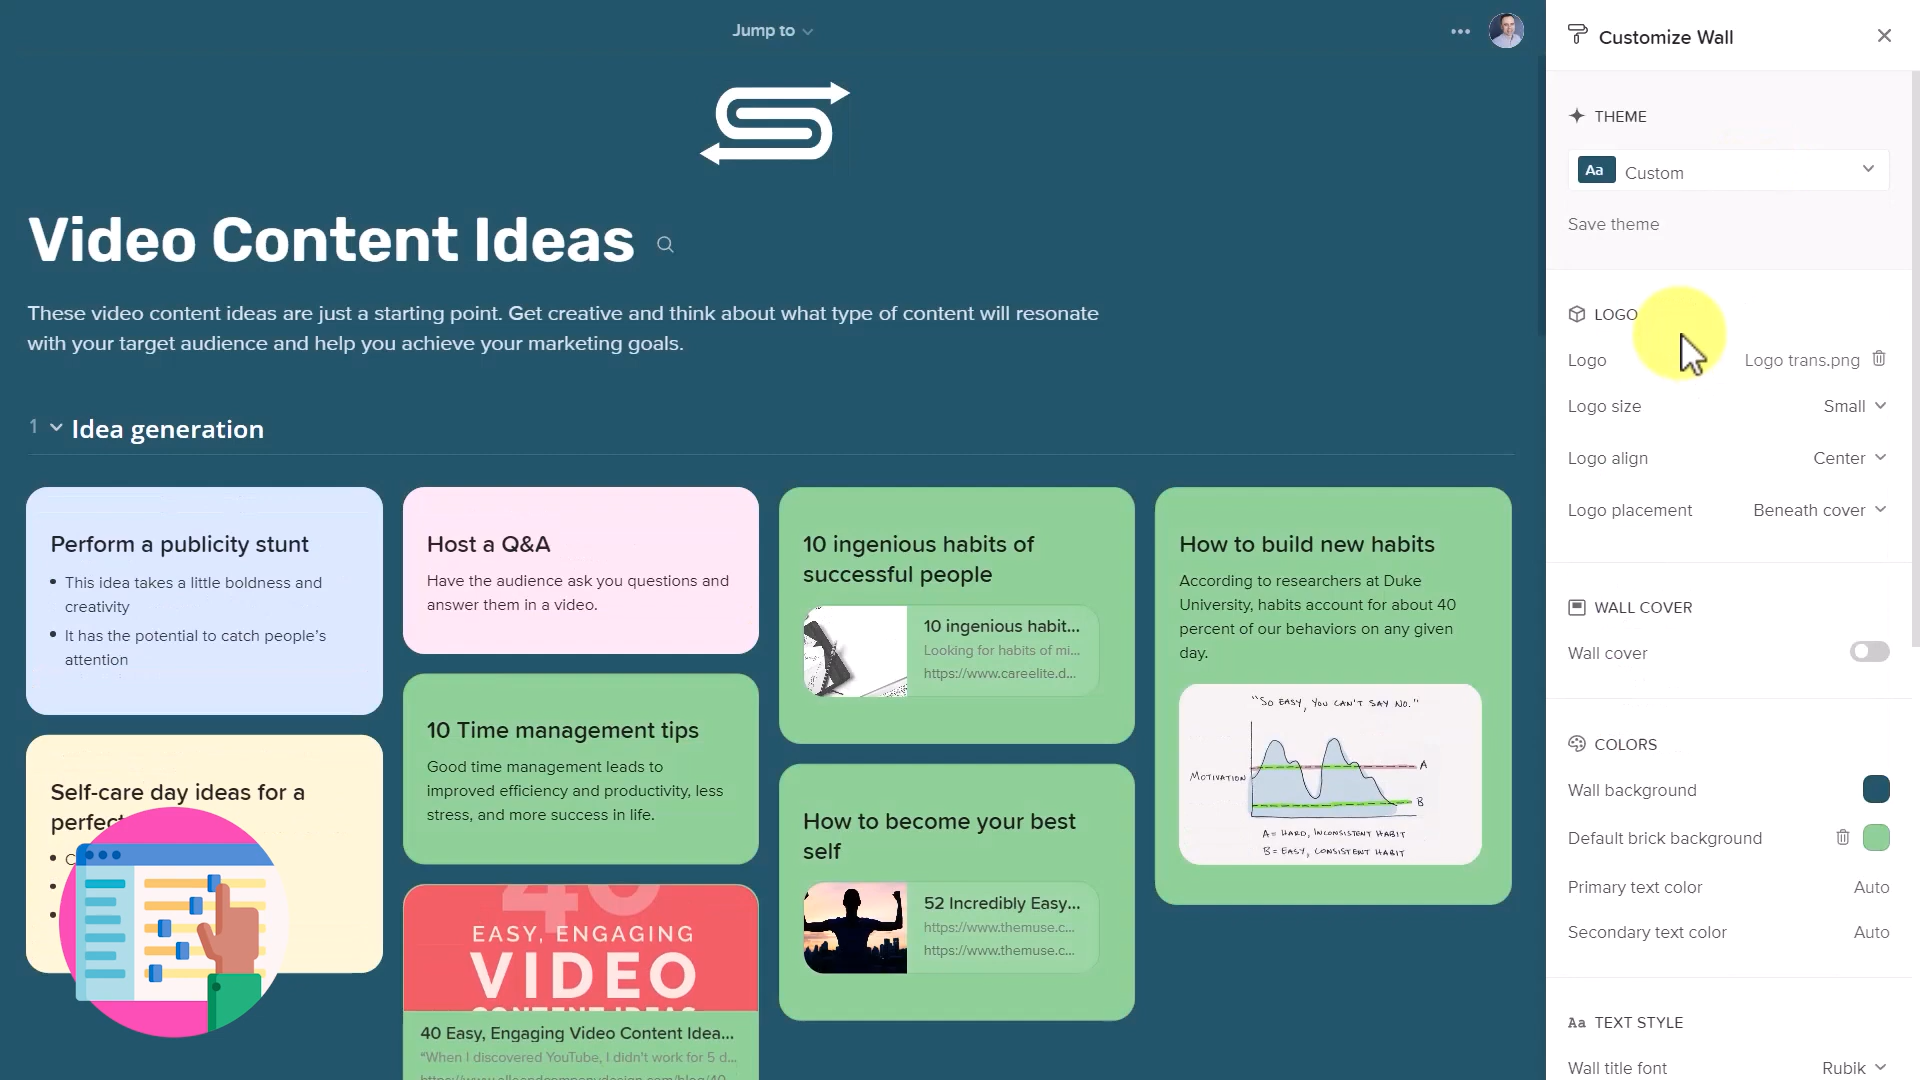 Jump to
Video Content Ideas
These video content ideas are just a starting point. Get creative and think about what type of content will resonate
with your target audience and help you achieve your marketing goals.
1 Idea generation
Perform a publicity stunt
This idea takes a little boldness and
creativity
It has the potential to catch people's
attention
Self-care day ideas for a
perfect
Host a Q&A
Have the audience ask you questions and
answer them in a video.
10 Time management tips
Good time management leads to
improved efficiency and productivity, less
stress, and more success in life.
40
EASY, ENGAGING
VIDEO
CONTENT IDEAS
40 Easy, Engaging Video Content Idea...
"When I discovered YouTube, I didn't work for 5 d...
10 ingenious habits of
successful people
10 ingenious habit...
Looking for habits of mi...
https://www.careelite.d...
How to become your best
self
52 Incredibly Easy...
https://www.themuse.c...
https://www.themuse.c...
How to build new habits
According to researchers at Duke
University, habits account for about 40
percent of our behaviors on any given
day.
"SO EASY, YOU CAN'T SAY NO."
MOTIVATION
A
B
A = HARD, INCONSISTENT HABIT
B = EASY, CONSISTENT HABIT
Customize Wall
THEME
Aa Custom
Save theme
LOGO
Logo Logo trans.png
Logo size Small
Logo align Center
Logo placement Beneath cover
WALL COVER
Wall cover
COLORS
Wall background
Default brick background
Primary text color Auto
Secondary text color Auto
Aa TEXT STYLE
Wall title font Rubik